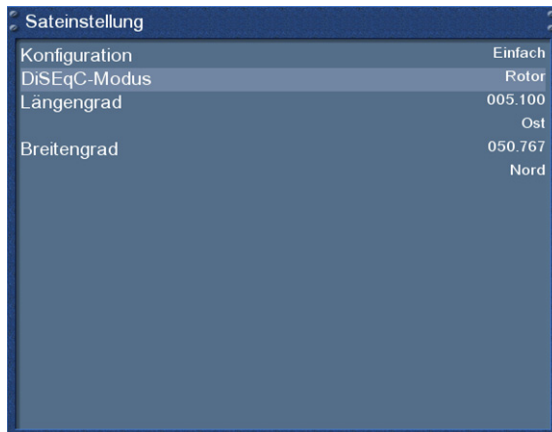 Sateinstellung
Konfiguration Einfach
DiSEqC-Modus Rotor
Längengrad 005.100
Ost
Breitengrad 050.767
Nord